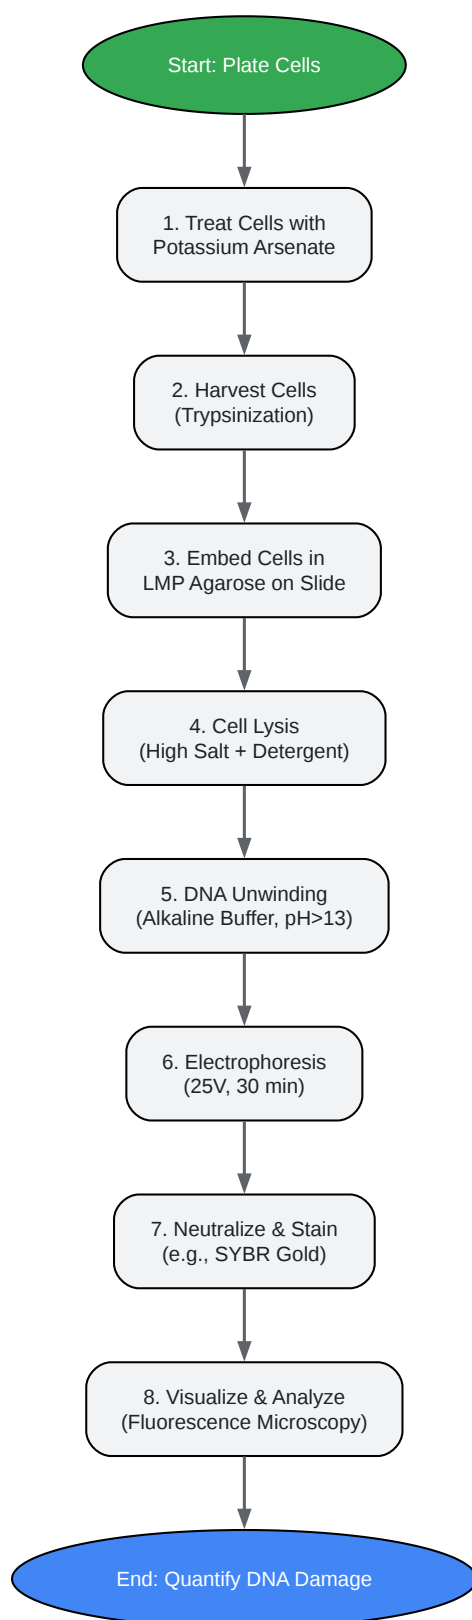 Start: Plate Cells
1. Treat Cells with
Potassium Arsenate
2. Harvest Cells
(Trypsinization)
3. Embed Cells in
LMP Agarose on Slide
4. Cell Lysis
(High Salt + Detergent)
5. DNA Unwinding
(Alkaline Buffer, pH>13)
6. Electrophoresis
(25V, 30 min)
7. Neutralize & Stain
(e.g., SYBR Gold)
8. Visualize & Analyze
(Fluorescence Microscopy)
End: Quantify DNA Damage